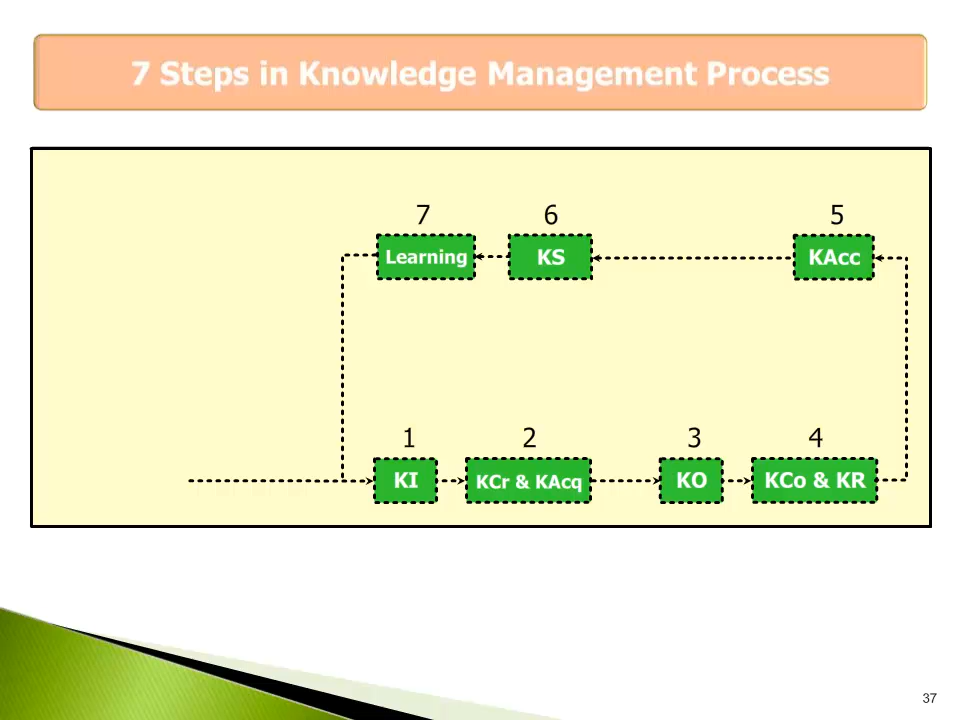 7 Steps in Knowledge Management Process
7 6 5
Learning KS KAcc
1 2 3 4
KI KCr & KAcq KO KCo & KR
37